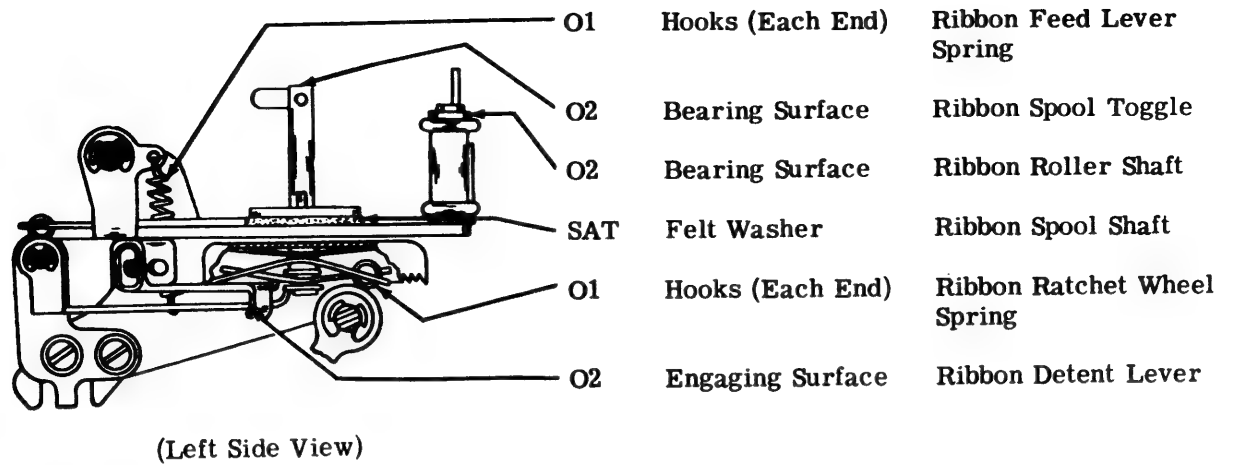 O1 Hooks (Each End) Ribbon Feed Lever
Spring
O2 Bearing Surface Ribbon Spool Toggle
O2 Bearing Surface Ribbon Roller Shaft
SAT Felt Washer Ribbon Spool Shaft
O1 Hooks (Each End) Ribbon Ratchet Wheel
Spring
O2 Engaging Surface Ribbon Detent Lever
(Left Side View)